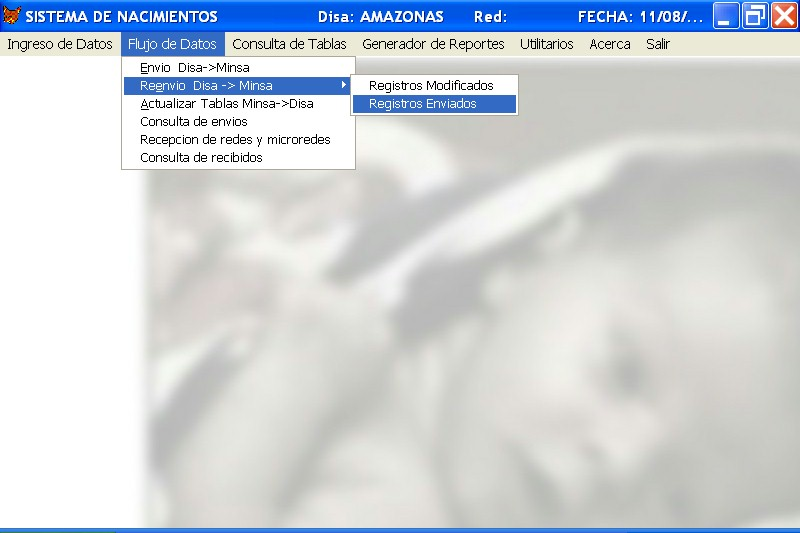 SISTEMA DE NACIMIENTOS Disa: AMAZONAS Red: FECHA: 11/08/...
Ingreso de Datos Flujo de Datos Consulta de Tablas Generador de Reportes Utilitarios Acerca Salir
Envio Disa->Minsa
Reenvio Disa -> Minsa
Registros Modificados
Actualizar Tablas Minsa->Disa
Registros Enviados
Consulta de envios
Recepcion de redes y microredes
Consulta de recibidos